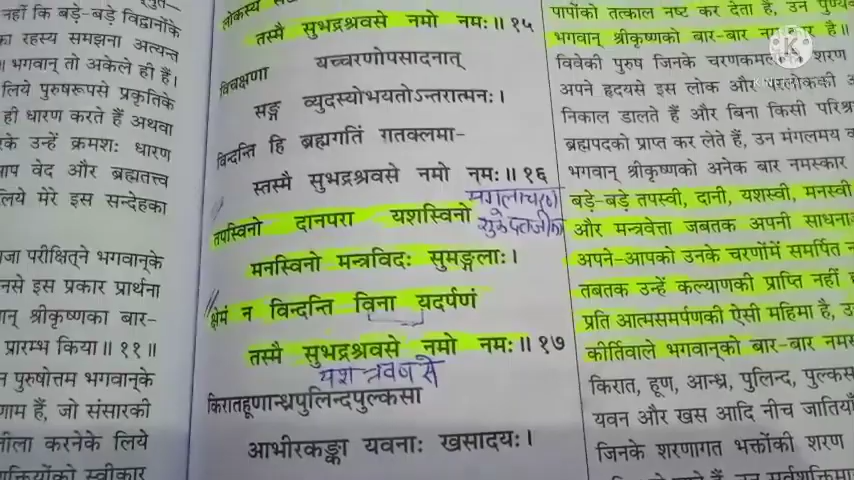 नहीं कि बड़े-बड़े विद्वानोंके
का रहस्य समझना अत्यन्त
॥ भगवान् तो अकेले ही हैं।
लिये पुरुषरूपसे प्रकृतिके
ही धारण करते हैं अथवा
के उन्हें क्रमशः धारण
आप वेद और ब्रह्मतत्त्व
लिये मेरे इस सन्देहका
राजा परीक्षित्‌ने भगवान्‌के
नसे इस प्रकार प्रार्थना
ान् श्रीकृष्णका बार-
प्रारम्भ किया॥ ११॥
न पुरुषोत्तम भगवान्‌के
णाम हैं, जो संसारकी
लीला करनेके लिये
शक्तियोंको स्वीकार
लोकस्य
तस्मै सुभद्रश्रवसे नमो नमः॥ १५
विचक्षणा यच्चरणोपसादनात्
सङ्गं व्युदस्योभयतोऽन्तरात्मनः।
विन्दन्ति हि ब्रह्मगतिं गतक्लमा-
स्तस्मै सुभद्रश्रवसे नमो नमः॥ १६
तपस्विनो दानपरा यशस्विनो
मनस्विनो मन्त्रविदः सुमङ्गलाः।
क्षेमं न विन्दन्ति विना यदर्पणं
तस्मै सुभद्रश्रवसे नमो नमः॥ १७
यश श्रवण से
किरातहूणान्ध्रपुलिन्दपुल्कसा
आभीरकङ्का यवनाः खसादयः।
पापोंको तत्काल नष्ट कर देता है, उन पुण्य
भगवान् श्रीकृष्णको बार-बार नम है॥
विवेकी पुरुष जिनके चरणकमल शरण
अपने हृदयसे इस लोक और परलोककी
निकाल डालते हैं और बिना किसी परिश्र
ब्रह्मपदको प्राप्त कर लेते हैं, उन मंगलमय
भगवान् श्रीकृष्णको अनेक बार नमस्कार
बड़े-बड़े तपस्वी, दानी, यशस्वी, मनस्वी
और मन्त्रवेत्ता जबतक अपनी साधना
अपने-आपको उनके चरणोंमें समर्पित न
तबतक उन्हें कल्याणकी प्राप्ति नहीं
प्रति आत्मसमर्पणकी ऐसी महिमा है, उ
कीर्तिवाले भगवान्‌को बार-बार नमस
किरात, हूण, आन्ध्र, पुलिन्द, पुल्कस
यवन और खस आदि नीच जातियाँ
जिनके शरणागत भक्तोंकी शरण